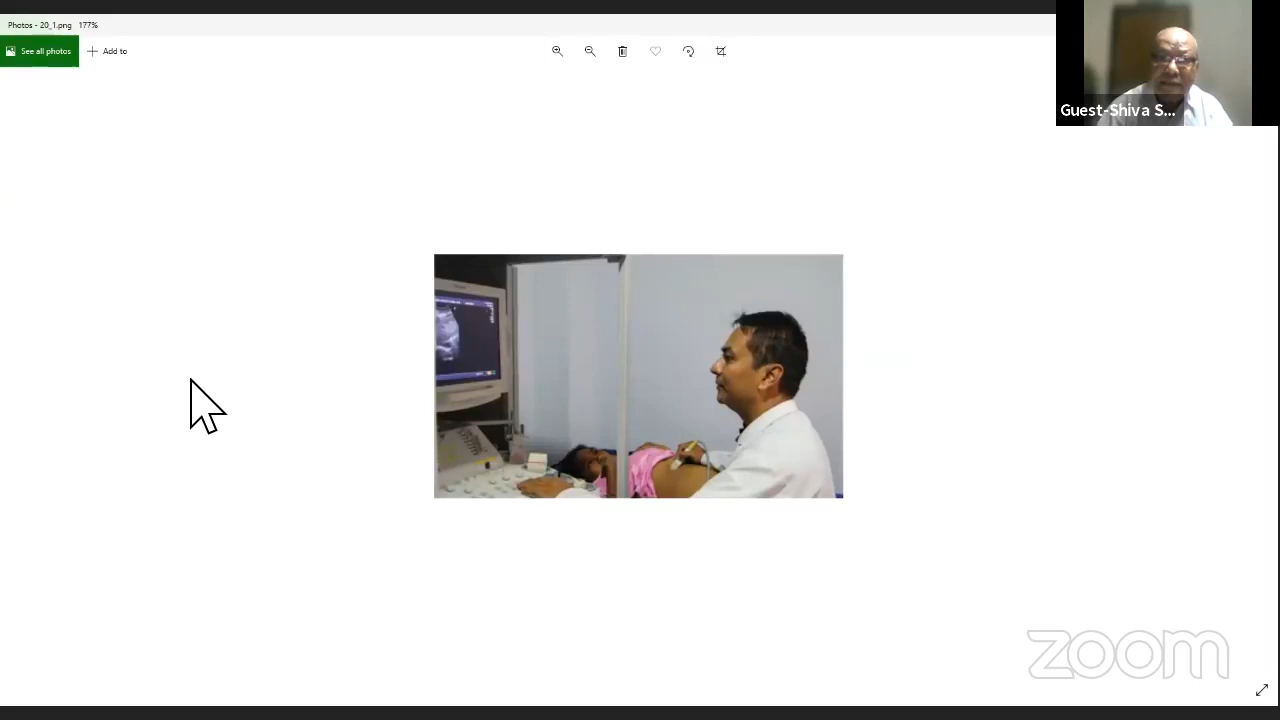 Photos - 20_1.png 177%
See all photos
Add to
Guest-Shiva S...
zoom